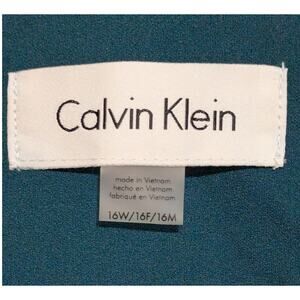 Calvin Klein
made in Vietnam
hecho en Vietnam
fabriqué en Vietnam
16W/16F/16M